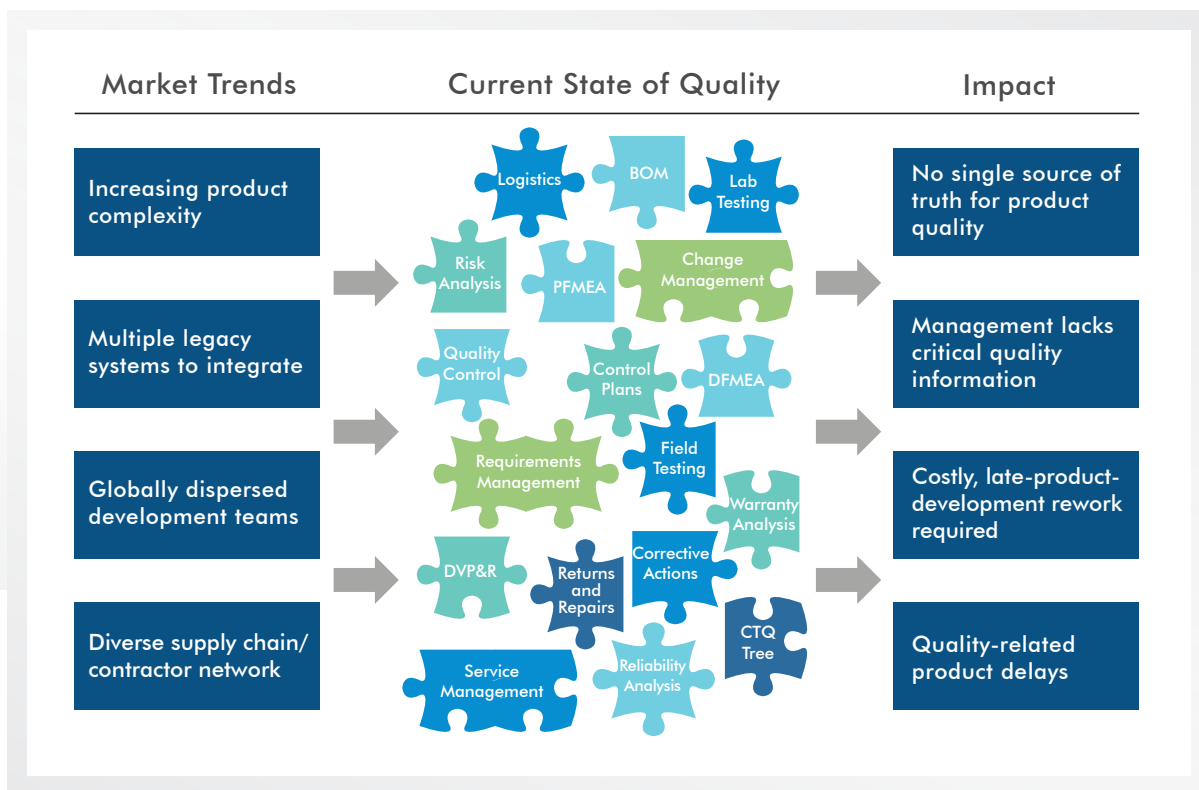 Market Trends
Current State of Quality
Impact
Increasing product
complexity
Multiple legacy
systems to integrate
Globally dispersed
development teams
Diverse supply chain/
contractor network
Logistics
BOM
Lab
Testing
Risk
Analysis
PFMEA
Change
Management
Quality
Control
Control
Plans
DFMEA
Requirements
Management
Field
Testing
Warranty
Analysis
DVP&R
Returns
and
Repairs
Corrective
Actions
CTQ
Tree
Service
Management
Reliability
Analysis
No single source of
truth for product
quality
Management lacks
critical quality
information
Costly, late-product-
development rework
required
Quality-related
product delays